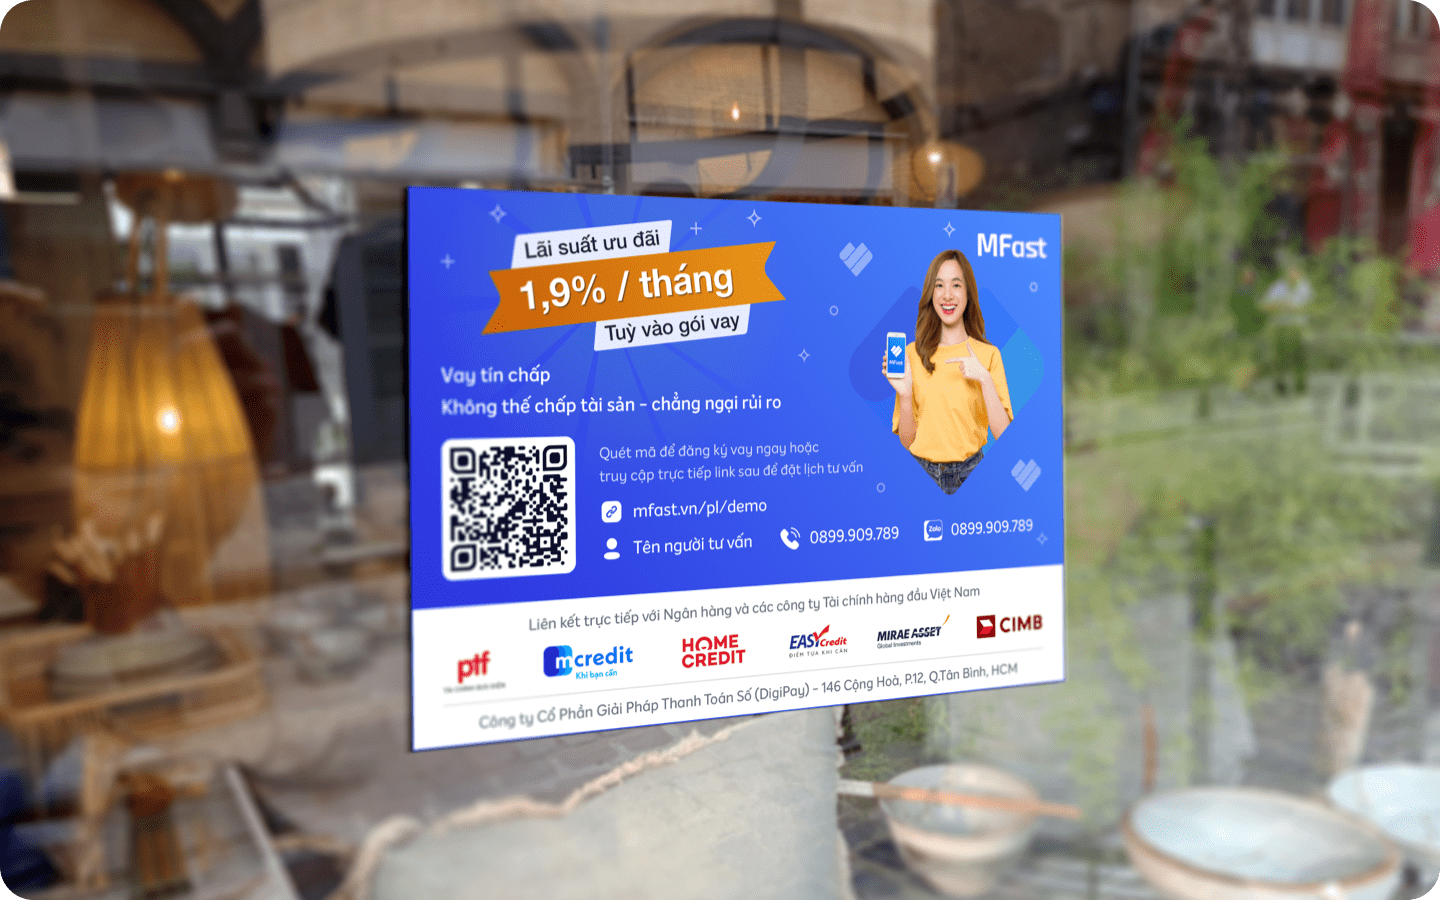 Lãi suất ưu đãi
1,9% / tháng
Tuỳ vào gói vay
MFast
MFast
Vay tín chấp
Không thế chấp tài sản - chẳng ngại rủi ro
Quét mã để đăng ký vay ngay hoặc
truy cập trực tiếp link sau để đặt lịch tư vấn
mfast.vn/pl/demo
Tên người tư vấn
0899.909.789
Zalo
0899.909.789
Liên kết trực tiếp với Ngân hàng và các công ty Tài chính hàng đầu Việt Nam
ptf
mcredit
Khi bạn cần
HOME
CREDIT
EASY Credit
ĐIỂM TỰA KHI CẦN
MIRAE ASSET
Global Investments
CIMB
Công ty Cổ Phần Giải Pháp Thanh Toán Số (DigiPay) – 146 Cộng Hoà, P.12, Q.Tân Bình, HCM